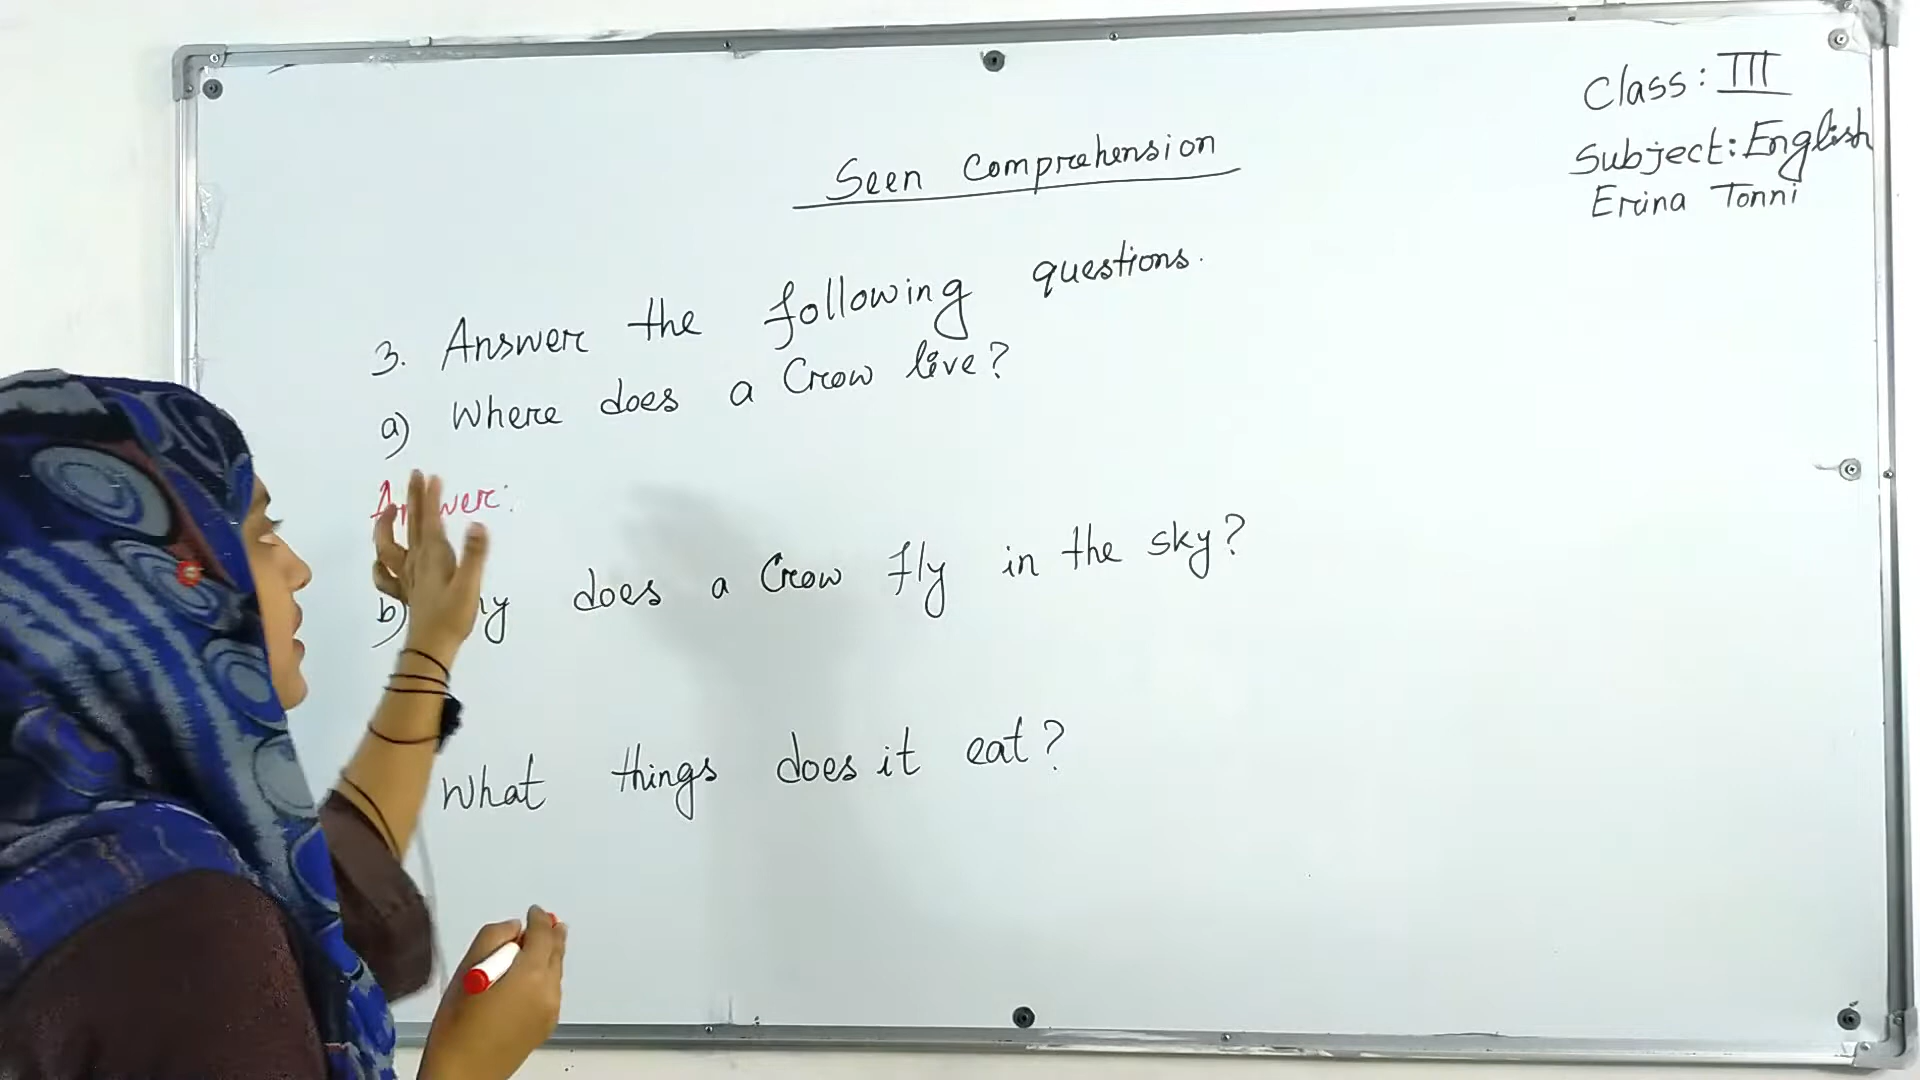 Class: III
Subject: English
Erina Tonni
Seen Comprehension
3. Answer the following questions.
a) Where does a Crow live?
Answer:
b) does a Crow fly in the sky?
What things does it eat?